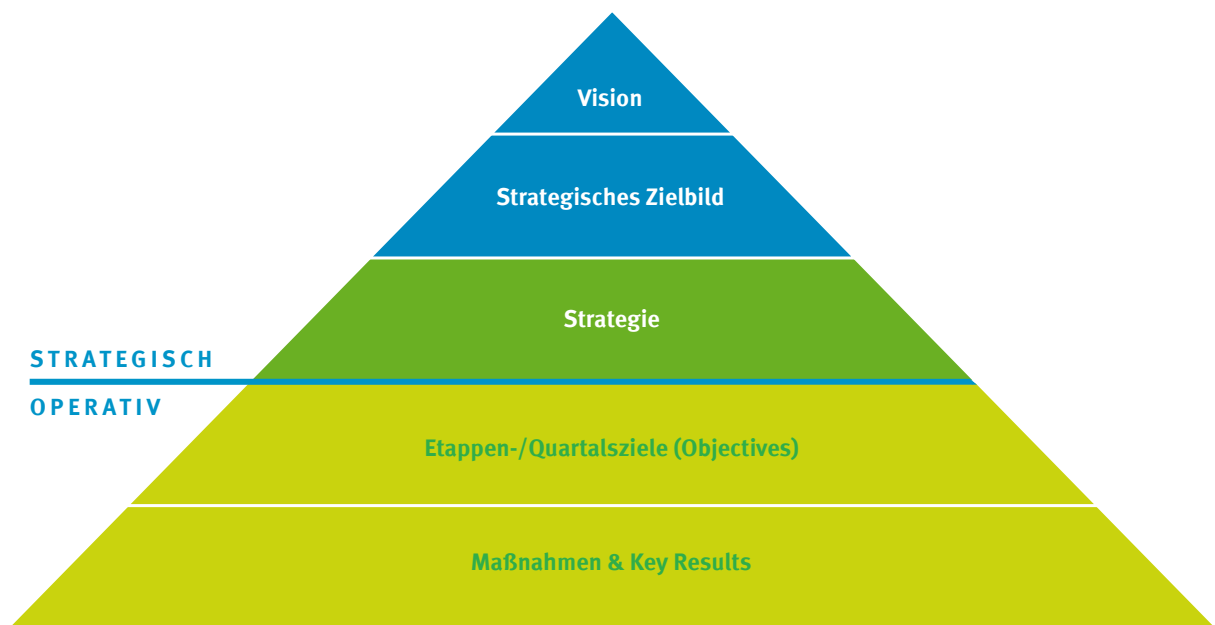 Vision
Strategisches Zielbild
Strategie
STRATEGISCH
OPERATIV
Etappen-/Quartalsziele (Objectives)
Maßnahmen & Key Results